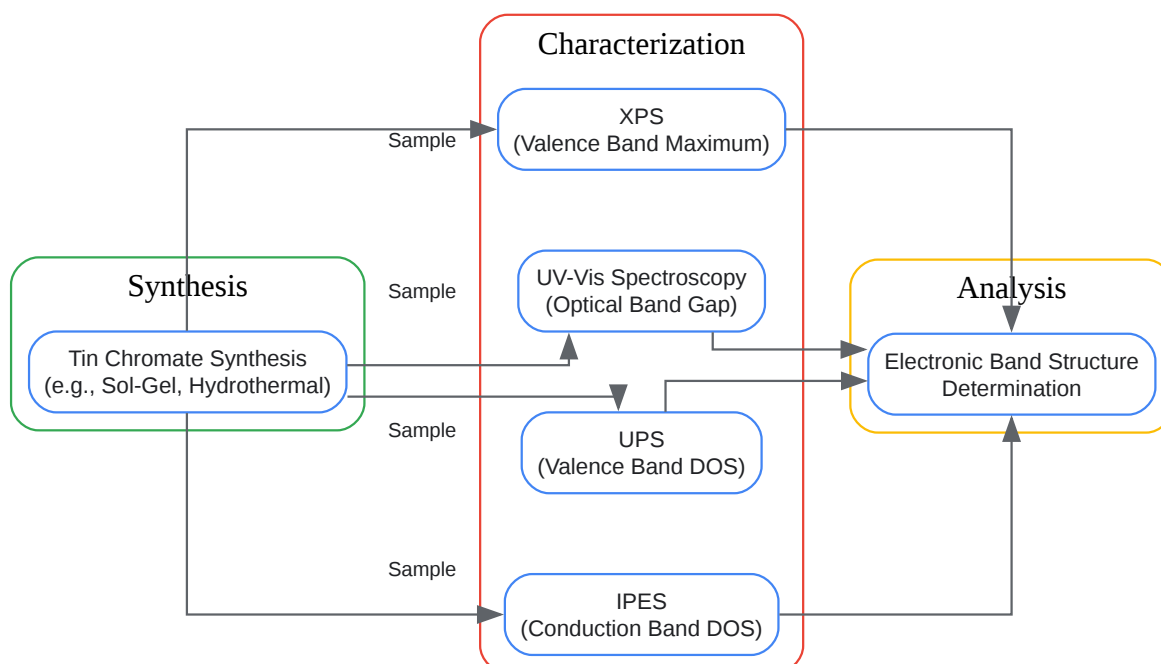 Characterization
XPS
(Valence Band Maximum)
Sample
Synthesis
Tin Chromate Synthesis
(e.g., Sol-Gel, Hydrothermal)
Sample
UV-Vis Spectroscopy
(Optical Band Gap)
Analysis
Electronic Band Structure
Determination
Sample
UPS
(Valence Band DOS)
Sample
IPES
(Conduction Band DOS)